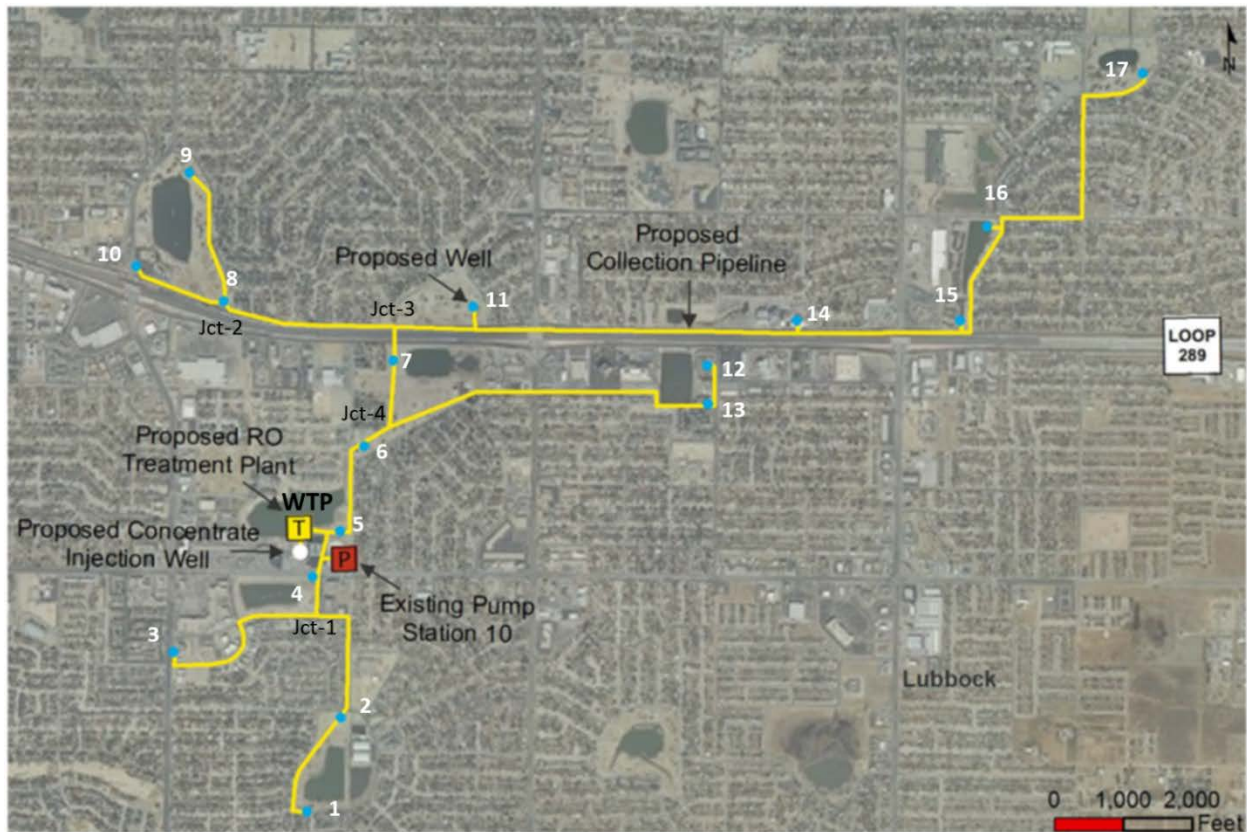 17
N
9
16
10
Proposed Well
Proposed
Collection Pipeline
8
11
Jct-2
Jct-3
14
15
LOOP
289
7
12
Jct-4
13
Proposed RO
Treatment Plant
6
WTP
T
5
Proposed Concentrate
Injection Well
P
4
Existing Pump
Station 10
Jct-1
3
Lubbock
2
1
0 1,000 2,000
Feet